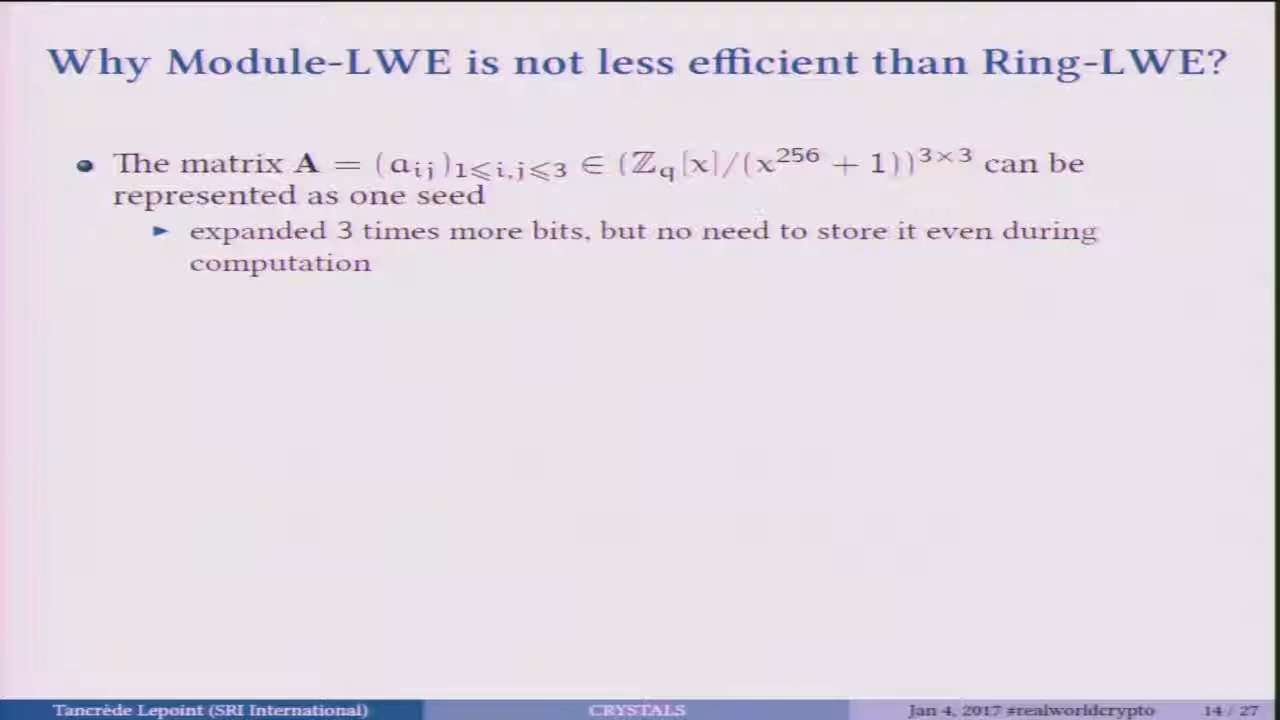 Why Module-LWE is not less efficient than Ring-LWE?
The matrix A = (a_{ij})_{1⩽i,j⩽3} ∈ (ℤ_q[x]/(x^{256} + 1))^{3×3} can be
represented as one seed
expanded 3 times more bits, but no need to store it even during
computation
Tancrède Lepoint (SRI International) CRYSTALS Jan 4, 2017 #realworldcrypto 14 / 27